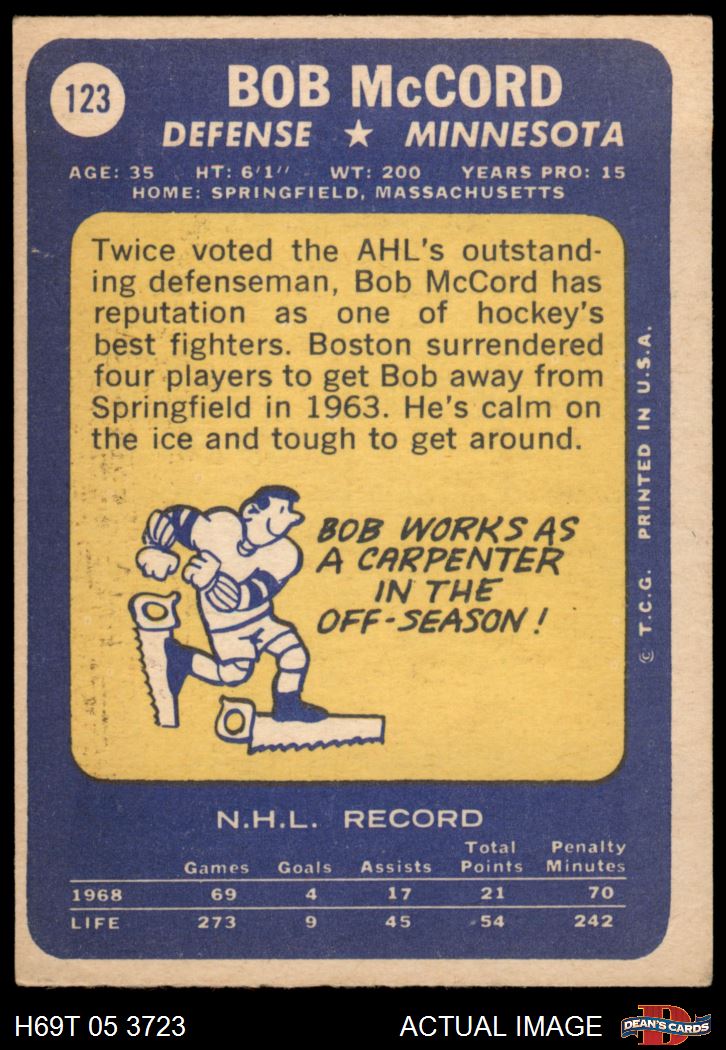 123
BOB McCORD
DEFENSE ★ MINNESOTA
AGE: 35 HT: 6'1" WT: 200 YEARS PRO: 15
HOME: SPRINGFIELD, MASSACHUSETTS
Twice voted the AHL's outstand-
ing defenseman, Bob McCord has
reputation as one of hockey's
best fighters. Boston surrendered
four players to get Bob away from
Springfield in 1963. He's calm on
the ice and tough to get around.
BOB WORKS AS
A CARPENTER
IN THE
OFF-SEASON!
© T.C.G. PRINTED IN U.S.A.
N.H.L. RECORD
Games Goals Assists Total Points Penalty Minutes
1968 69 4 17 21 70
LIFE 273 9 45 54 242
H69T 05 3723 ACTUAL IMAGE
D
DEAN'S CARDS